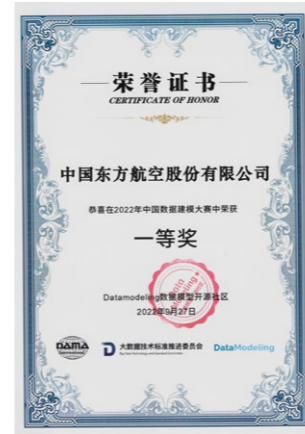 荣誉证书
CERTIFICATE OF HONOR
中国东方航空股份有限公司
恭喜在2022年中国数据建模大赛中荣获
一等奖
Datamodeling数据模型开源社区
2022年9月27日
DAMA
大数据技术标准推进委员会
DataModeling